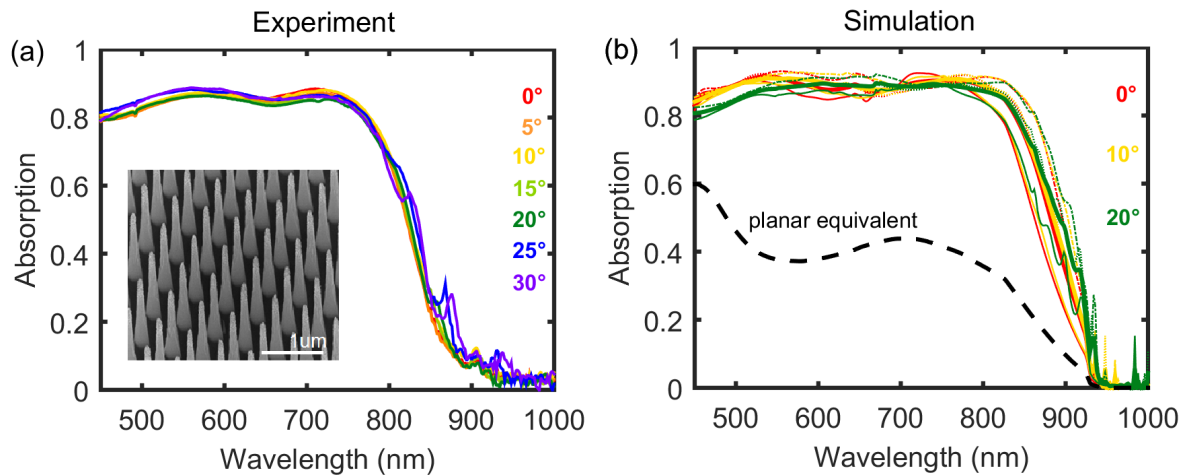 Experiment
(a)
Absorption
1
0.8
0.6
0.4
0.2
0
0°
5°
10°
15°
20°
25°
30°
1um
500 600 700 800 900 1000
Wavelength (nm)
Simulation
(b)
Absorption
1
0.8
0.6
0.4
0.2
0
0°
10°
20°
planar equivalent
500 600 700 800 900 1000
Wavelength (nm)